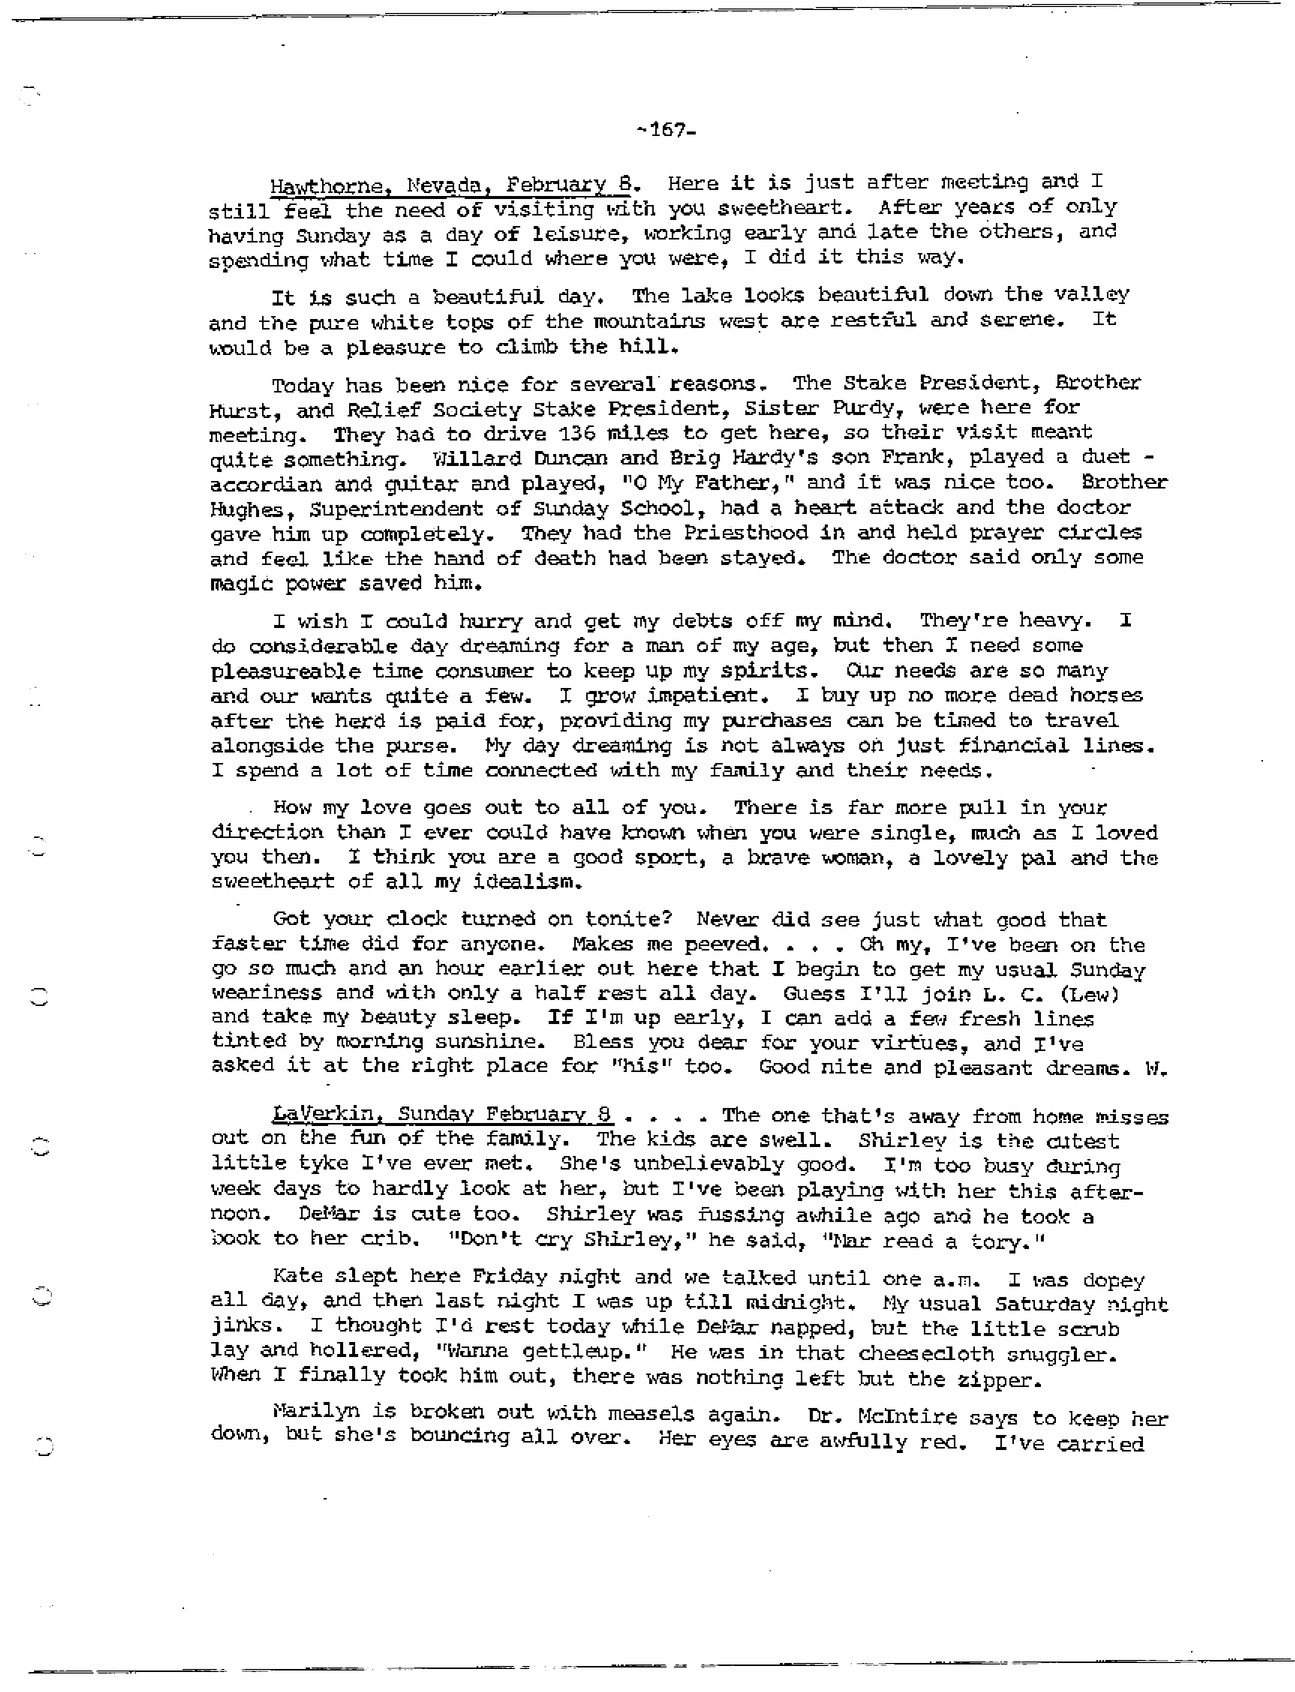 -167-
Hawthorne, Nevada, February 8. Here it is just after meeting and I
still feel the need of visiting with you sweetheart. After years of only
having Sunday as a day of leisure, working early and late the others, and
spending what time I could where you were, I did it this way.
It is such a beautiful day. The lake looks beautiful down the valley
and the pure white tops of the mountains west are restful and serene. It
would be a pleasure to climb the hill.
Today has been nice for several reasons. The Stake President, Brother
Hurst, and Relief Society Stake President, Sister Purdy, were here for
meeting. They had to drive 136 miles to get here, so their visit meant
quite something. Willard Duncan and Brig Hardy's son Frank, played a duet -
accordian and guitar and played, "O My Father," and it was nice too. Brother
Hughes, Superintendent of Sunday School, had a heart attack and the doctor
gave him up completely. They had the Priesthood in and held prayer circles
and feel like the hand of death had been stayed. The doctor said only some
magic power saved him.
I wish I could hurry and get my debts off my mind. They're heavy. I
do considerable day dreaming for a man of my age, but then I need some
pleasureable time consumer to keep up my spirits. Our needs are so many
and our wants quite a few. I grow impatient. I buy up no more dead horses
after the herd is paid for, providing my purchases can be timed to travel
alongside the purse. My day dreaming is not always on just financial lines.
I spend a lot of time connected with my family and their needs.
How my love goes out to all of you. There is far more pull in your
direction than I ever could have known when you were single, much as I loved
you then. I think you are a good sport, a brave woman, a lovely pal and the
sweetheart of all my idealism.
Got your clock turned on tonite? Never did see just what good that
faster time did for anyone. Makes me peeved. . . . Oh my, I've been on the
go so much and an hour earlier out here that I begin to get my usual Sunday
weariness and with only a half rest all day. Guess I'll join L. C. (Lew)
and take my beauty sleep. If I'm up early, I can add a few fresh lines
tinted by morning sunshine. Bless you dear for your virtues, and I've
asked it at the right place for "his" too. Good nite and pleasant dreams. W.
LaVerkin, Sunday February 8 . . . . The one that's away from home misses
out on the fun of the family. The kids are swell. Shirley is the cutest
little tyke I've ever met. She's unbelievably good. I'm too busy during
week days to hardly look at her, but I've been playing with her this after-
noon. DeMar is cute too. Shirley was fussing awhile ago and he took a
book to her crib. "Don't cry Shirley," he said, "Mar read a tory."
Kate slept here Friday night and we talked until one a.m. I was dopey
all day, and then last night I was up till midnight. My usual Saturday night
jinks. I thought I'd rest today while DeMar napped, but the little scrub
lay and hollered, "Wanna gettleup." He was in that cheesecloth snuggler.
When I finally took him out, there was nothing left but the zipper.
Marilyn is broken out with measels again. Dr. McIntire says to keep her
down, but she's bouncing all over. Her eyes are awfully red. I've carried